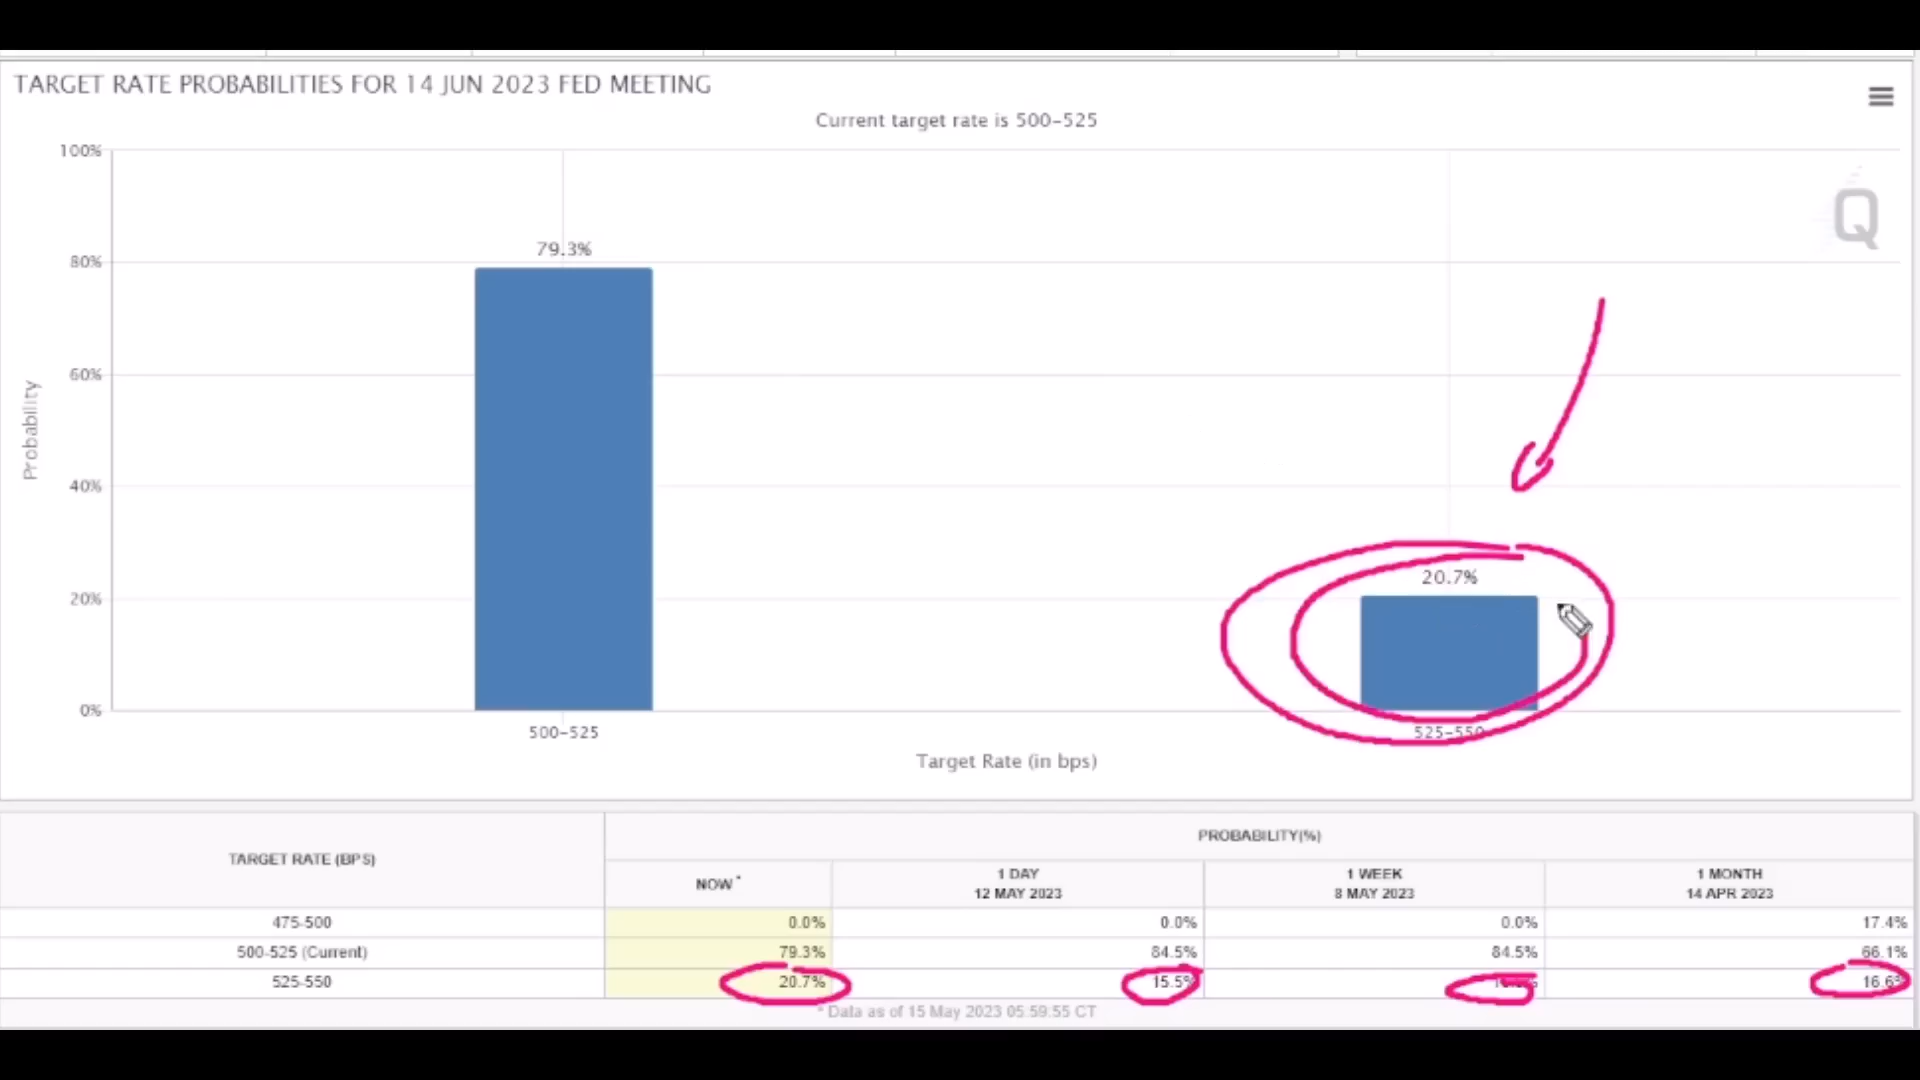 TARGET RATE PROBABILITIES FOR 14 JUN 2023 FED MEETING
Current target rate is 500-525
100%
80%
60%
40%
20%
0%
Probability
79.3%
20.7%
Q
500-525
525-550
Target Rate (in bps)
TARGET RATE (BPS) PROBABILITY(%)
NOW * 1 DAY 1 WEEK 1 MONTH
12 MAY 2023 8 MAY 2023 14 APR 2023
475-500 0.0% 0.0% 0.0% 17.4%
500-525 (Current) 79.3% 84.5% 84.5% 66.1%
525-550 20.7% 15.5% 16.6%
* Data as of 15 May 2023 05:59:55 CT